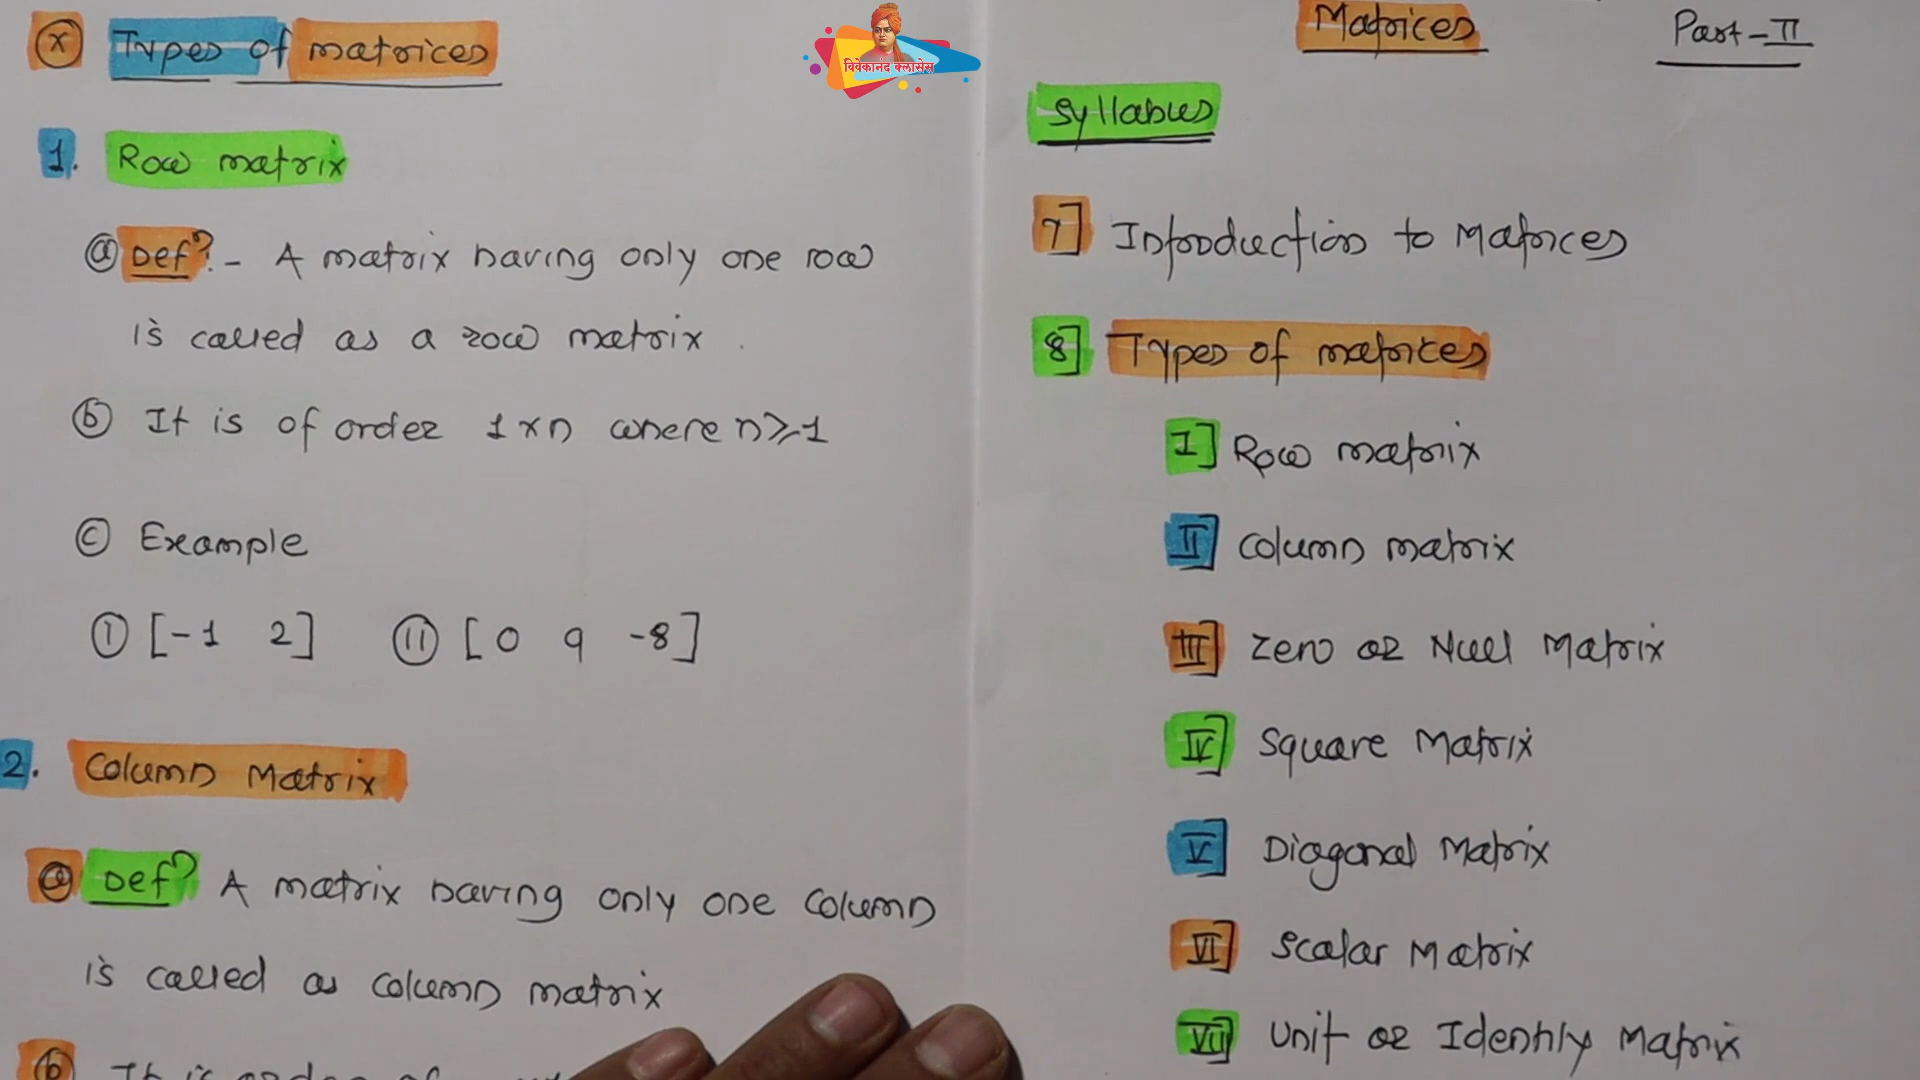 (x) Types of matrices
1. Row matrix
(a) Def? - A matrix having only one row
is called as a row matrix.
(b) It is of order 1 x n where n ≥ 1
(c) Example
(i) [-1 2] (ii) [0 9 -8]
2. Column Matrix
(a) Def? A matrix having only one column
is called as column matrix
(b) It is order of
विवेकानंद क्लासेस
Matrices Part-II
Syllabus
7] Introduction to Matrices
8] Types of matrices
I] Row matrix
II] Column matrix
III] Zero or Null Matrix
IV] Square Matrix
V] Diagonal Matrix
VI] Scalar Matrix
VII] Unit or Identity Matrix